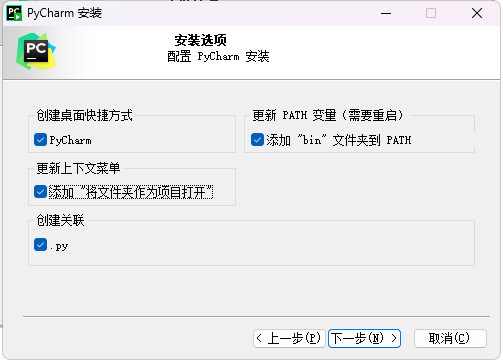 PyCharm 安装
PC
安装选项
配置 PyCharm 安装
创建桌面快捷方式
PyCharm
更新 PATH 变量（需要重启）
添加 "bin" 文件夹到 PATH
更新上下文菜单
添加 "将文件夹作为项目打开"
创建关联
.py
< 上一步(P)
下一步(N) >
取消(C)